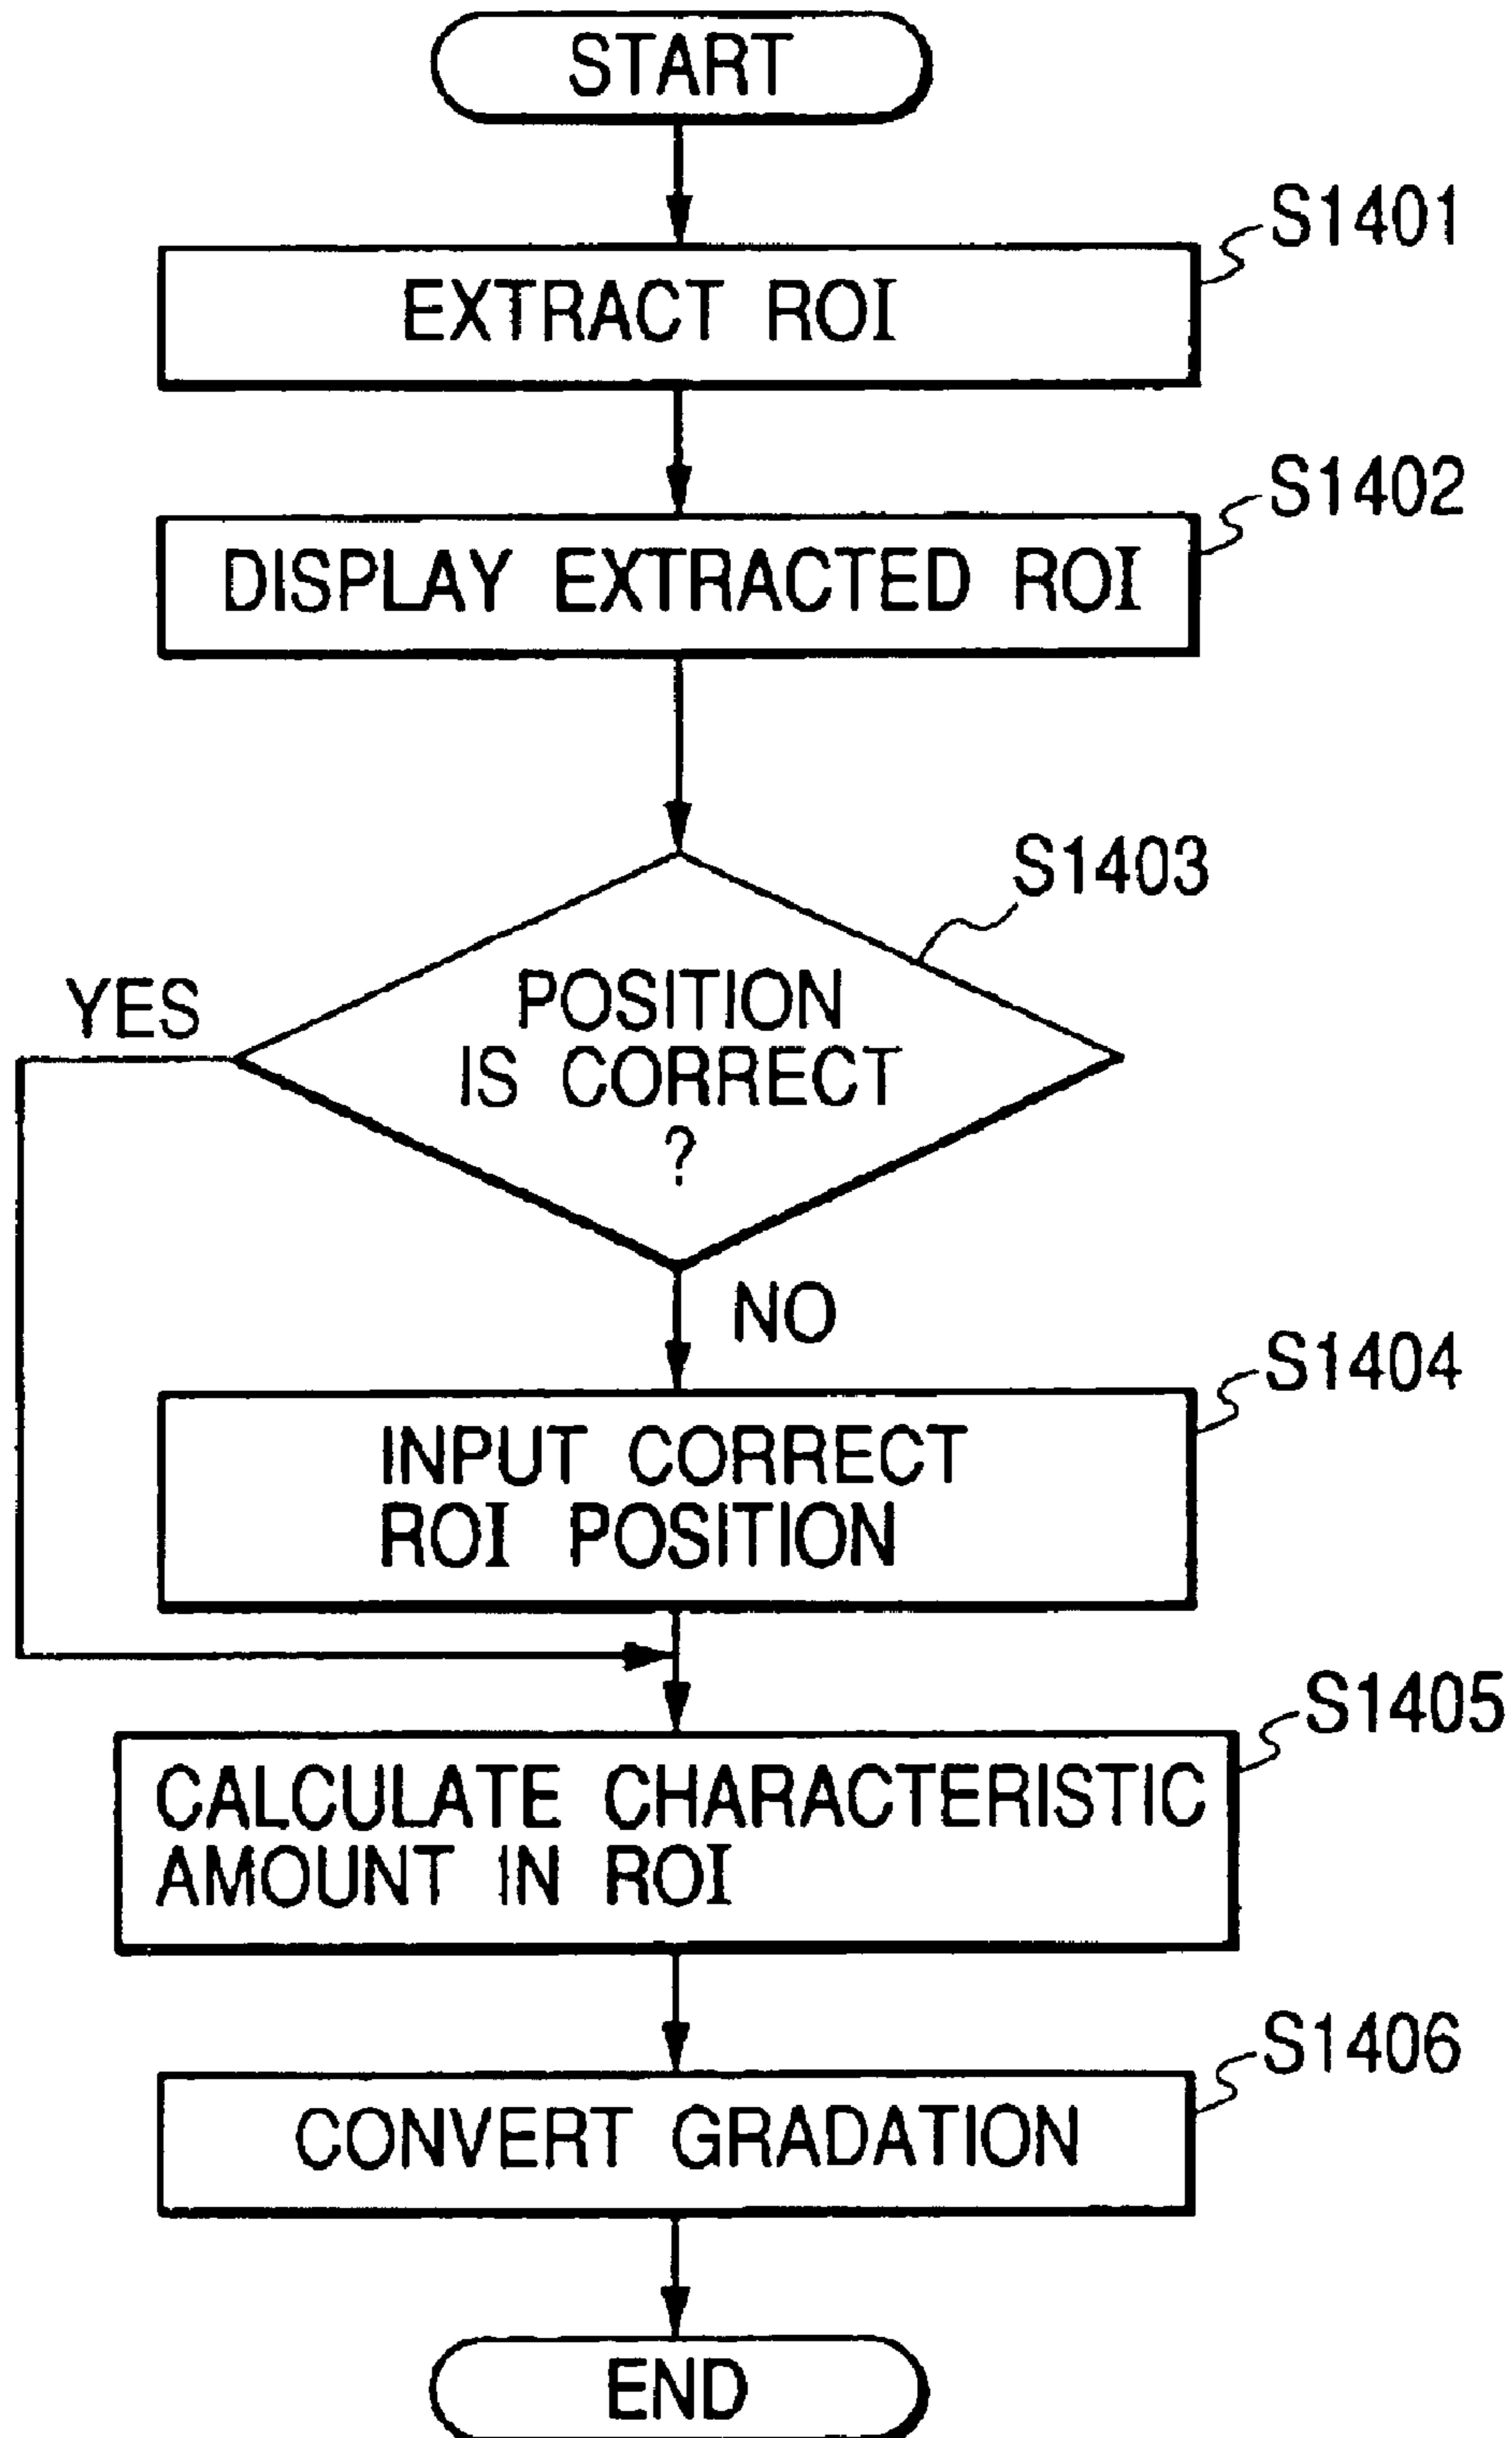 START
S1401
EXTRACT ROI
S1402
DISPLAY EXTRACTED ROI
S1403
POSITION
IS CORRECT
?
YES
NO
S1404
INPUT CORRECT
ROI POSITION
S1405
CALCULATE CHARACTERISTIC
AMOUNT IN ROI
S1406
CONVERT GRADATION
END